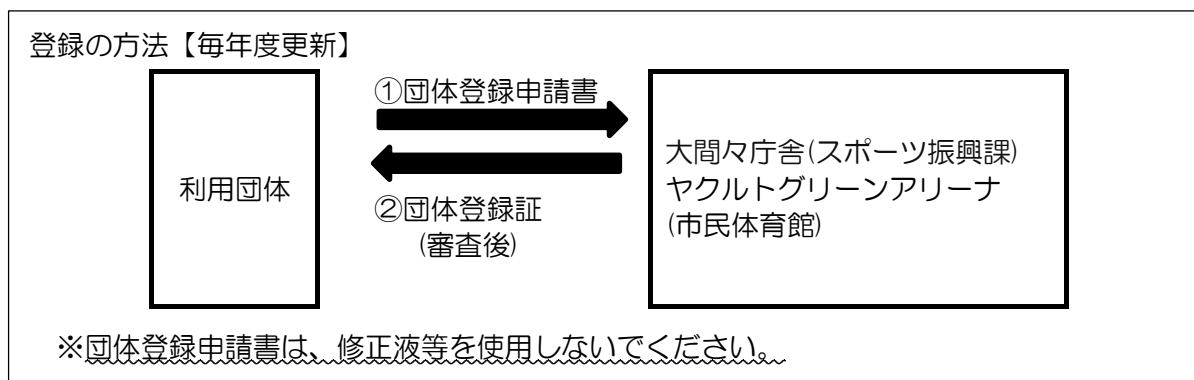 登録の方法【毎年度更新】
①団体登録申請書
利用団体
②団体登録証
(審査後)
大間々庁舎(スポーツ振興課)
ヤクルトグリーンアリーナ
(市民体育館)
※団体登録申請書は、修正液等を使用しないでください。